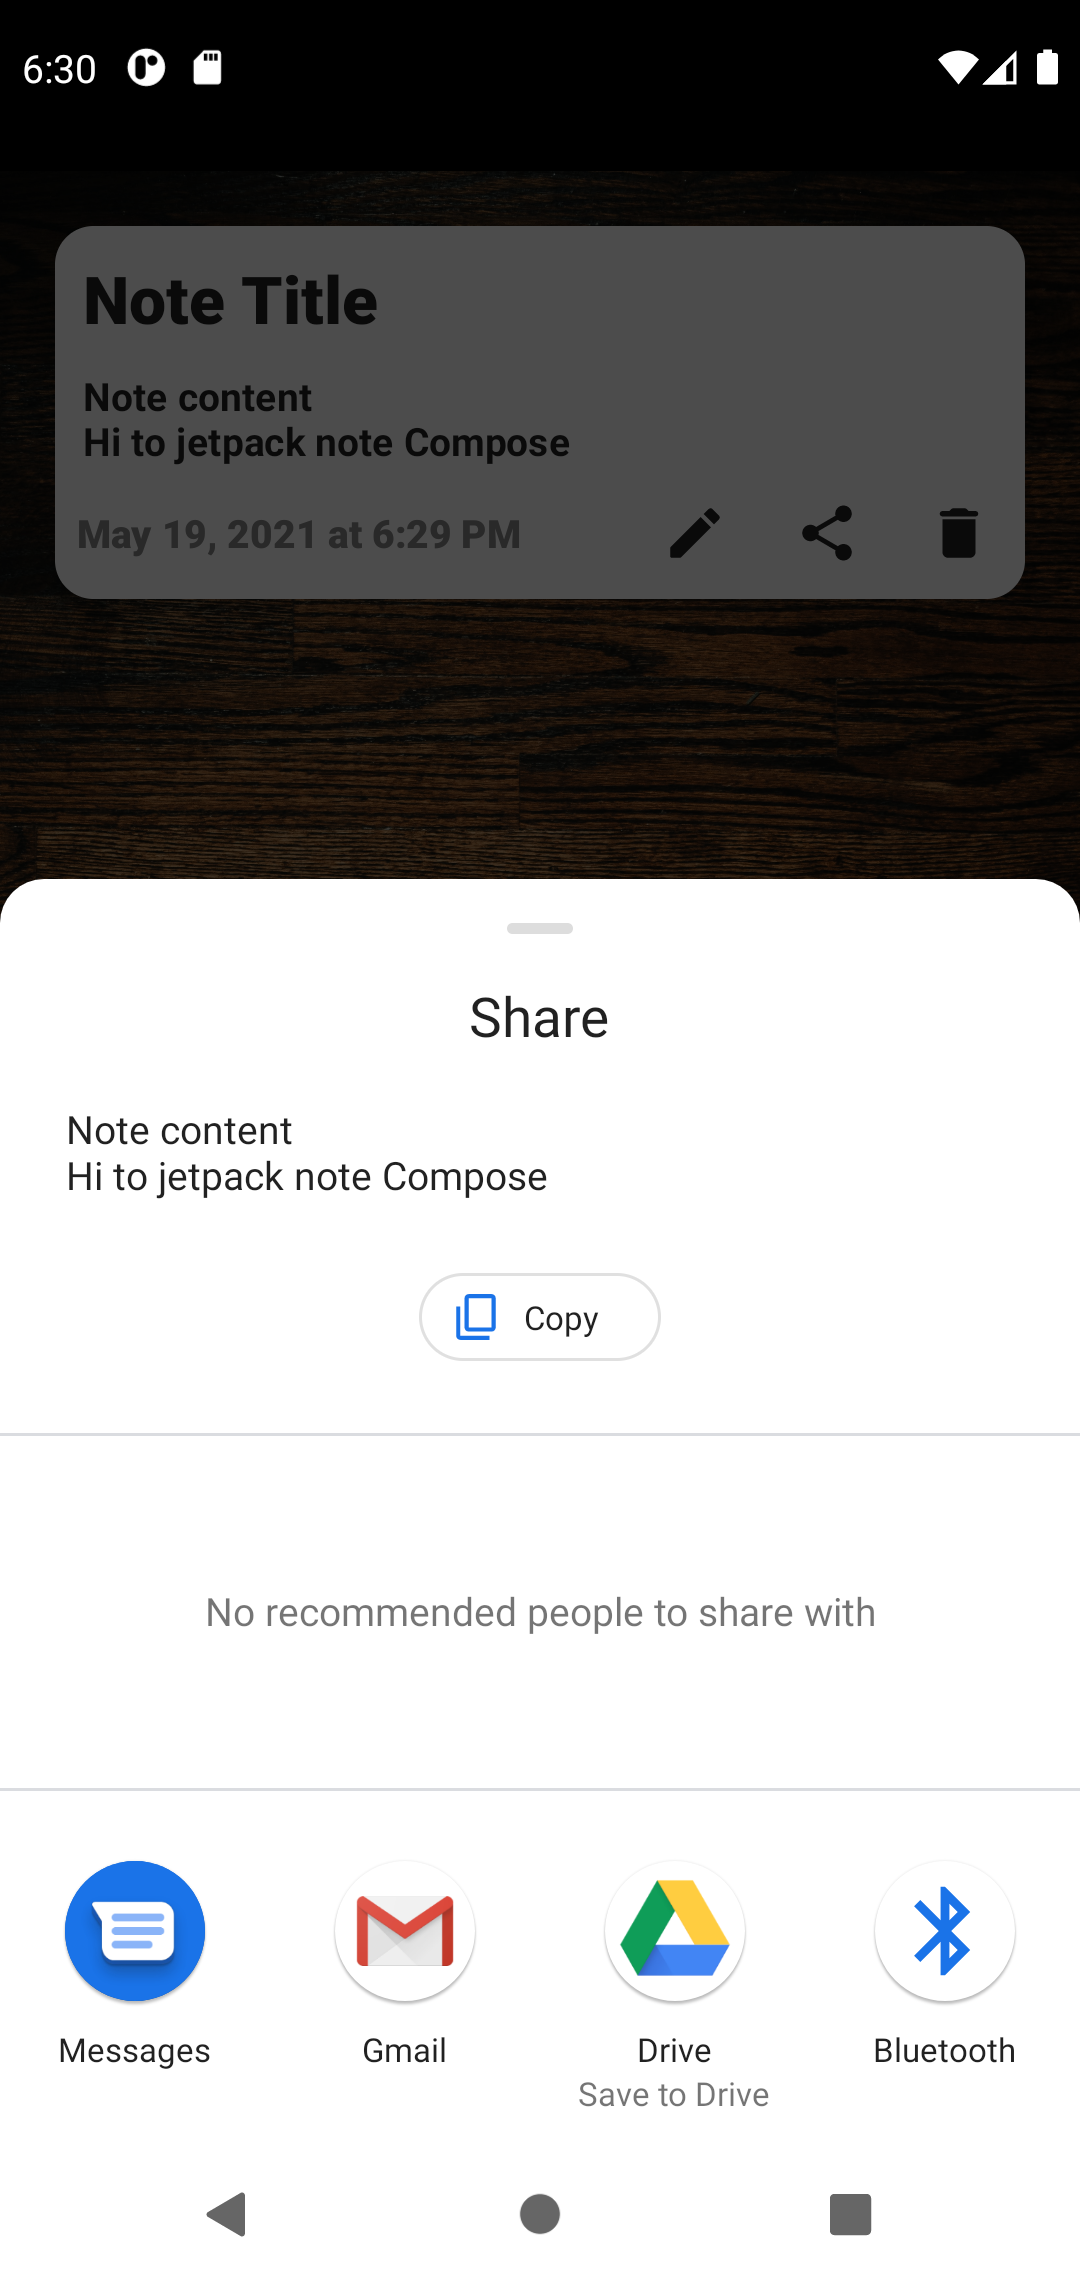 6:30
Note Title
Note content
Hi to jetpack note Compose
May 19, 2021 at 6:29 PM
Share
Note content
Hi to jetpack note Compose
Copy
No recommended people to share with
Messages
Gmail
Drive
Bluetooth
Save to Drive